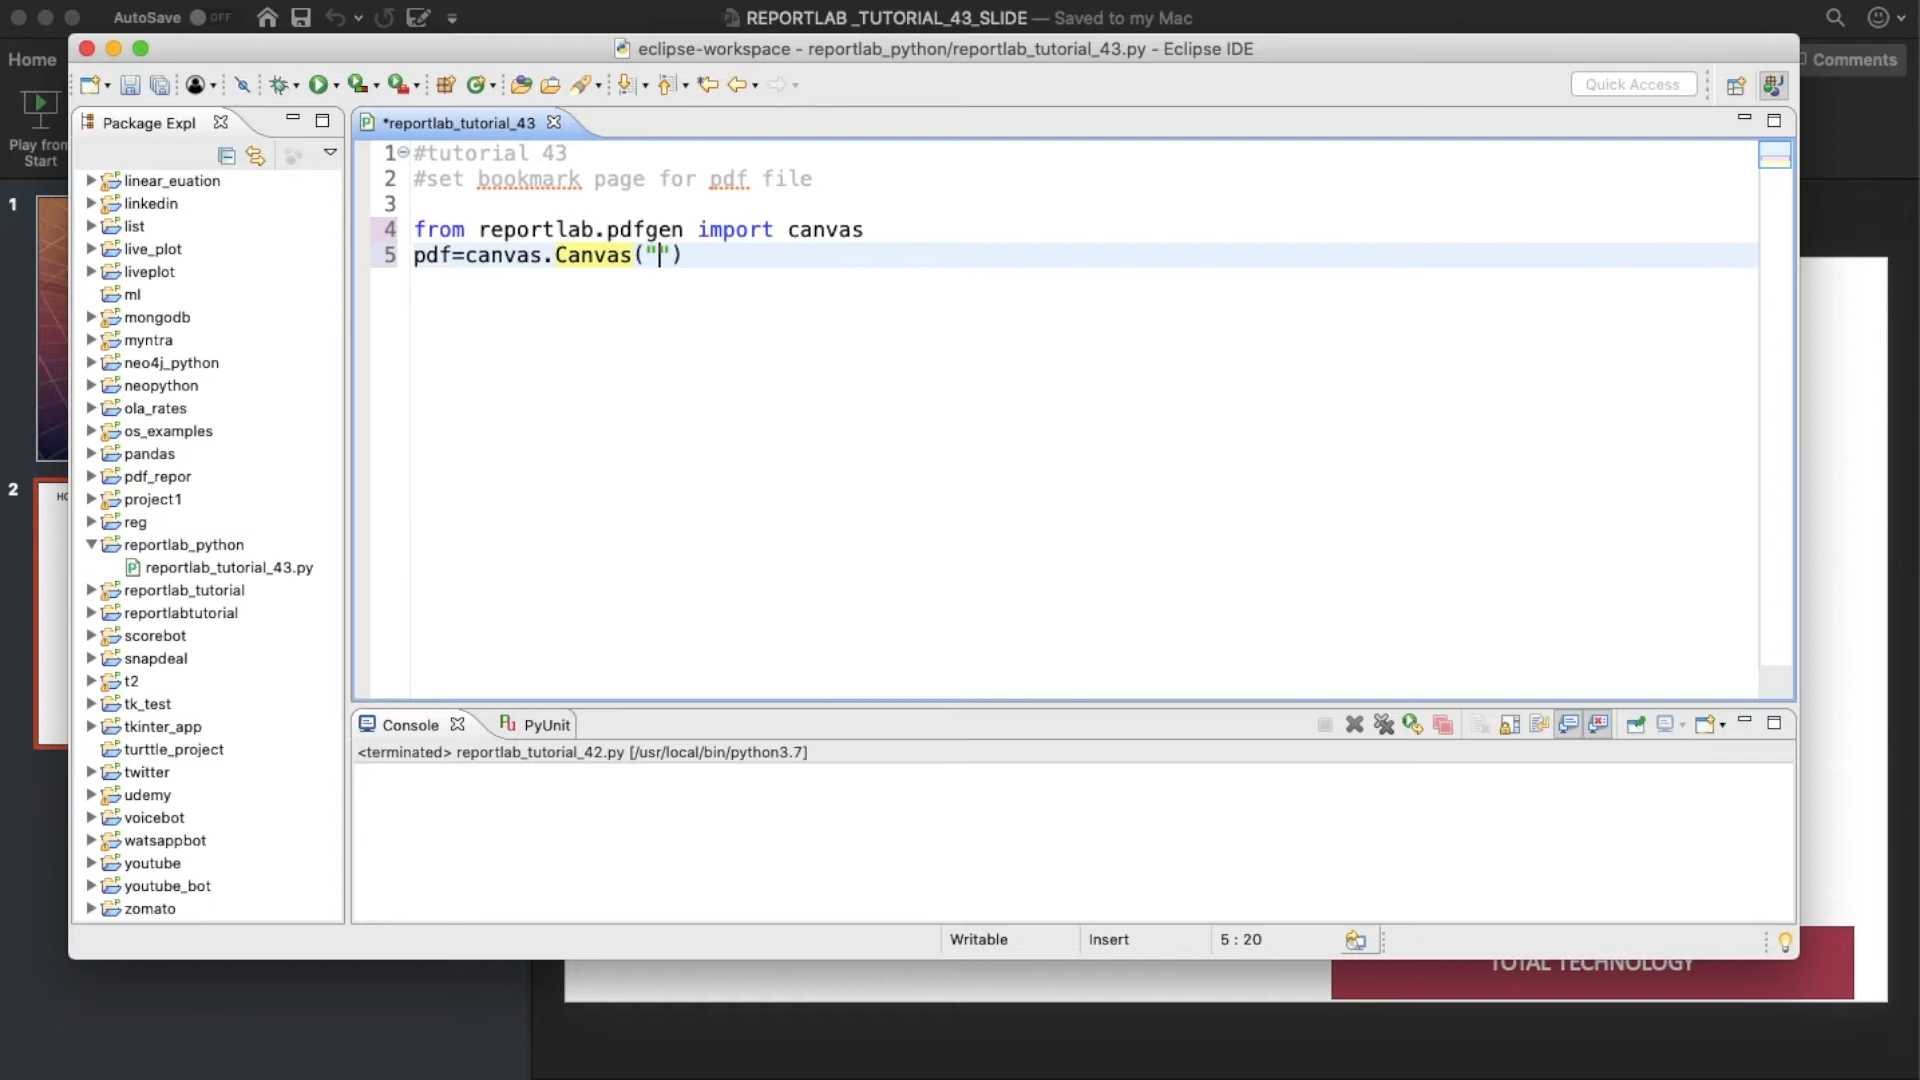 AutoSave OFF
REPORTLAB _TUTORIAL_43_SLIDE — Saved to my Mac
Home
Comments
Play from
Start
1
2
eclipse-workspace - reportlab_python/reportlab_tutorial_43.py - Eclipse IDE
Quick Access
Package Expl
linear_euation
linkedin
list
live_plot
liveplot
ml
mongodb
myntra
neo4j_python
neopython
ola_rates
os_examples
pandas
pdf_repor
project1
reg
reportlab_python
reportlab_tutorial_43.py
reportlab_tutorial
reportlabtutorial
scorebot
snapdeal
t2
tk_test
tkinter_app
turttle_project
twitter
udemy
voicebot
watsappbot
youtube
youtube_bot
zomato
*reportlab_tutorial_43
1 #tutorial 43
2 #set bookmark page for pdf file
3
4 from reportlab.pdfgen import canvas
5 pdf=canvas.Canvas("")
Console
PyUnit
<terminated> reportlab_tutorial_42.py [/usr/local/bin/python3.7]
Writable
Insert
5 : 20
TOTAL TECHNOLOGY